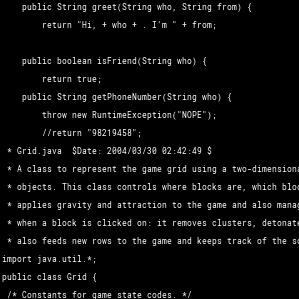 public String greet(String who, String from) {
return "Hi, + who + . I'm " + from;
public boolean isFriend(String who) {
return true;
public String getPhoneNumber(String who) {
throw new RuntimeException("NOPE");
//return "98219458";
* Grid.java $Date: 2004/03/30 02:42:49 $
* A class to represent the game grid using a two-dimensiona
* objects. This class controls where blocks are, which bloc
* applies gravity and attraction to the game and also manag
* when a block is clicked on: it removes clusters, detonate
* also feeds new rows to the game and keeps track of the sc
import java.util.*;
public class Grid {
/* Constants for game state codes. */